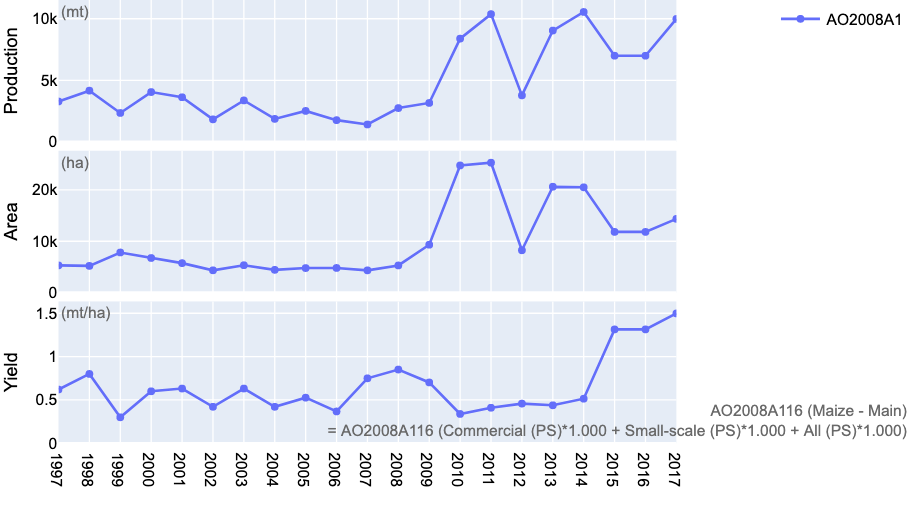 (mt)
AO2008A1
10k
5k
0
Production
(ha)
20k
10k
0
Area
(mt/ha)
1.5
1
0.5
0
Yield
AO2008A116 (Maize - Main)
= AO2008A116 (Commercial (PS)*1.000 + Small-scale (PS)*1.000 + All (PS)*1.000)
1997 1998 1999 2000 2001 2002 2003 2004 2005 2006 2007 2008 2009 2010 2011 2012 2013 2014 2015 2016 2017